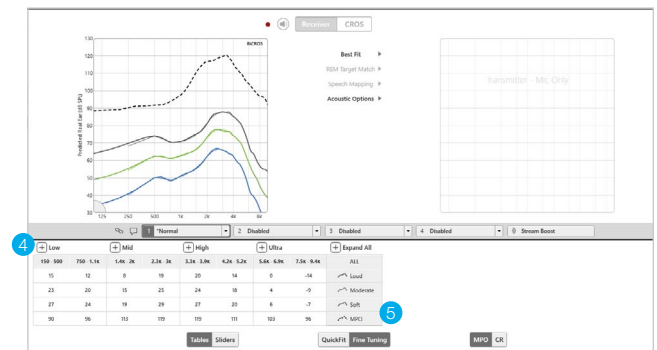 Receiver CROS
BiCROS
130
120
110
100
90
80
70
60
50
40
30
Predicted Real Ear (dB SPL)
125 250 500 1k 2k 4k 8k
Best Fit
REM Target Match
Speech Mapping
Acoustic Options
Transmitter - Mic Only
1 *Normal 2 Disabled 3 Disabled 4 Disabled Stream Boost
4
+ Low + Mid + High + Ultra + Expand All
150 500 750 1.1k 1.4k 2k 2.3k 3k 3.3k 3.9k 4.2k 5.2k 5.6k 6.9k 7.5k 9.4k ALL
15 12 8 19 20 14 0 -14 Loud
23 20 15 25 24 18 4 -9 Moderate
27 24 19 29 27 20 6 -7 Soft
90 96 113 119 119 111 103 96 MPO
5
Tables Sliders QuickFit Fine Tuning MPO CR